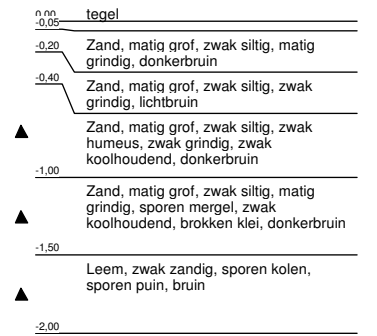 0,00 tegel
-0,05
-0,20 Zand, matig grof, zwak siltig, matig
grindig, donkerbruin
-0,40 Zand, matig grof, zwak siltig, zwak
grindig, lichtbruin
Zand, matig grof, zwak siltig, zwak
humeus, zwak grindig, zwak
koolhoudend, donkerbruin
-1,00
Zand, matig grof, zwak siltig, matig
grindig, sporen mergel, zwak
koolhoudend, brokken klei, donkerbruin
-1,50
Leem, zwak zandig, sporen kolen,
sporen puin, bruin
-2,00